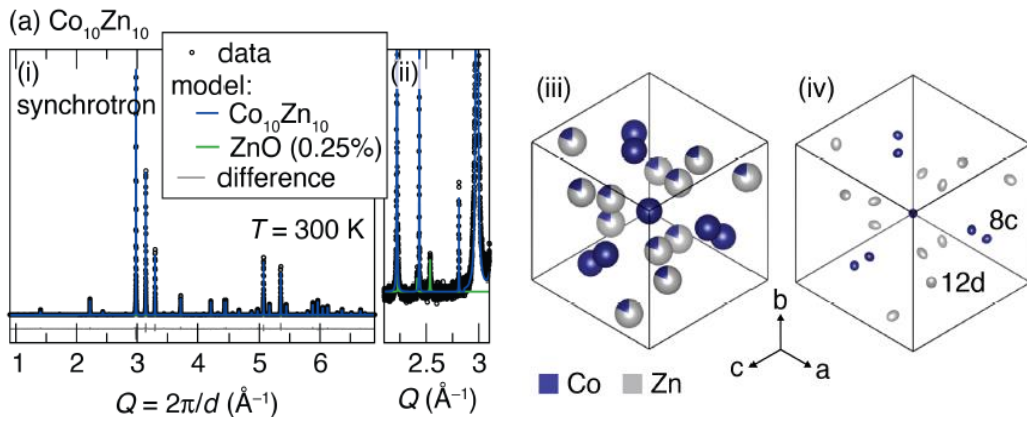 (a) Co₁₀Zn₁₀
(i)
synchrotron
data
model:
Co₁₀Zn₁₀
ZnO (0.25%)
difference
T = 300 K
1 2 3 4 5 6
Q = 2π/d (Å⁻¹)
(ii)
2.5 3
Q (Å⁻¹)
(iii)
(iv)
8c
12d
b
c
a
Co Zn